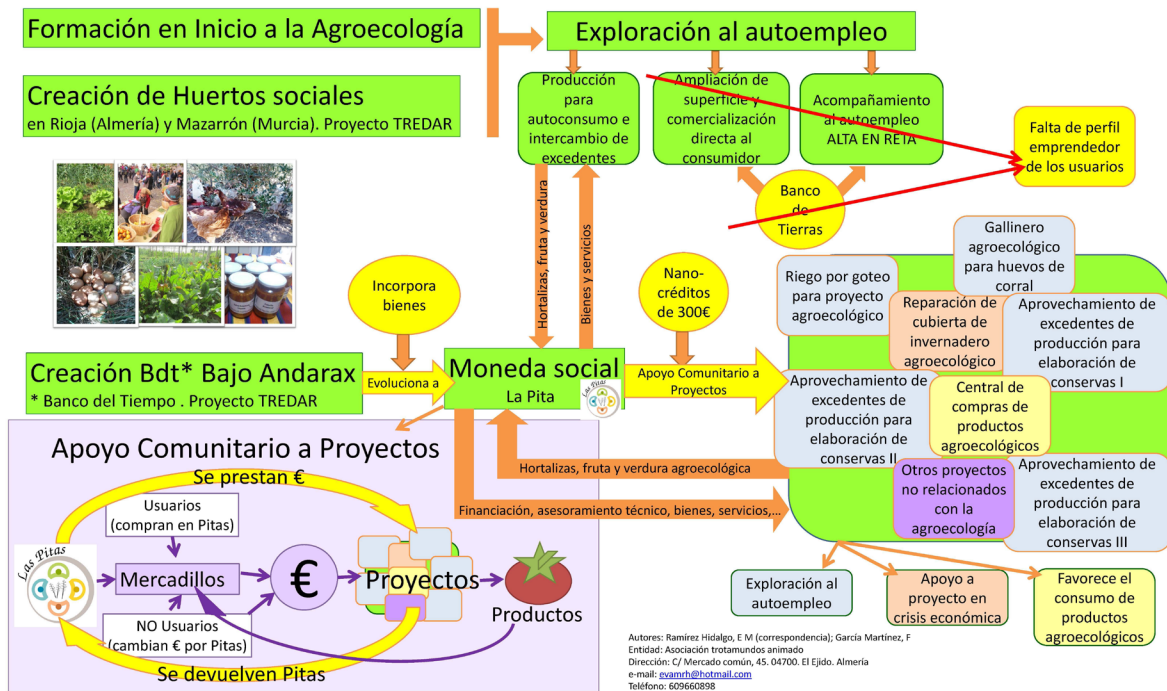 Formación en Inicio a la Agroecología
Exploración al autoempleo
Creación de Huertos sociales
en Rioja (Almería) y Mazarrón (Murcia). Proyecto TREDAR
Producción
para
autoconsumo e
intercambio de
excedentes
Ampliación de
superficie y
comercialización
directa al
consumidor
Acompañamiento
al autoempleo
ALTA EN RETA
Falta de perfil
emprendedor
de los usuarios
Banco
de
Tierras
Hortalizas, fruta y verdura
Bienes y servicios
Incorpora
bienes
Nano-
créditos
de 300€
Creación Bdt* Bajo Andarax
* Banco del Tiempo . Proyecto TREDAR
Evoluciona a
Moneda social
La Pita
Las Pitas
Apoyo Comunitario a
Proyectos
Gallinero
agroecológico
para huevos de
corral
Riego por goteo
para proyecto
agroecológico
Reparación de
cubierta de
invernadero
agroecológico
Aprovechamiento de
excedentes de
producción para
elaboración de
conservas I
Aprovechamiento de
excedentes de
producción para
elaboración de
conservas II
Central de
compras de
productos
agroecológicos
Otros proyectos
no relacionados
con la
agroecología
Aprovechamiento de
excedentes de
producción para
elaboración de
conservas III
Hortalizas, fruta y verdura agroecológica
Financiación, asesoramiento técnico, bienes, servicios,...
Apoyo Comunitario a Proyectos
Se prestan €
Usuarios
(compran en Pitas)
Las Pitas
Mercadillos
€
Proyectos
Productos
NO Usuarios
(cambian € por Pitas)
Se devuelven Pitas
Exploración al
autoempleo
Apoyo a
proyecto en
crisis económica
Favorece el
consumo de
productos
agroecológicos
Autores: Ramírez Hidalgo, E M (correspondencia); García Martínez, F
Entidad: Asociación trotamundos animado
Dirección: C/ Mercado común, 45. 04700. El Ejido. Almería
e-mail: evamrh@hotmail.com
Teléfono: 609660898